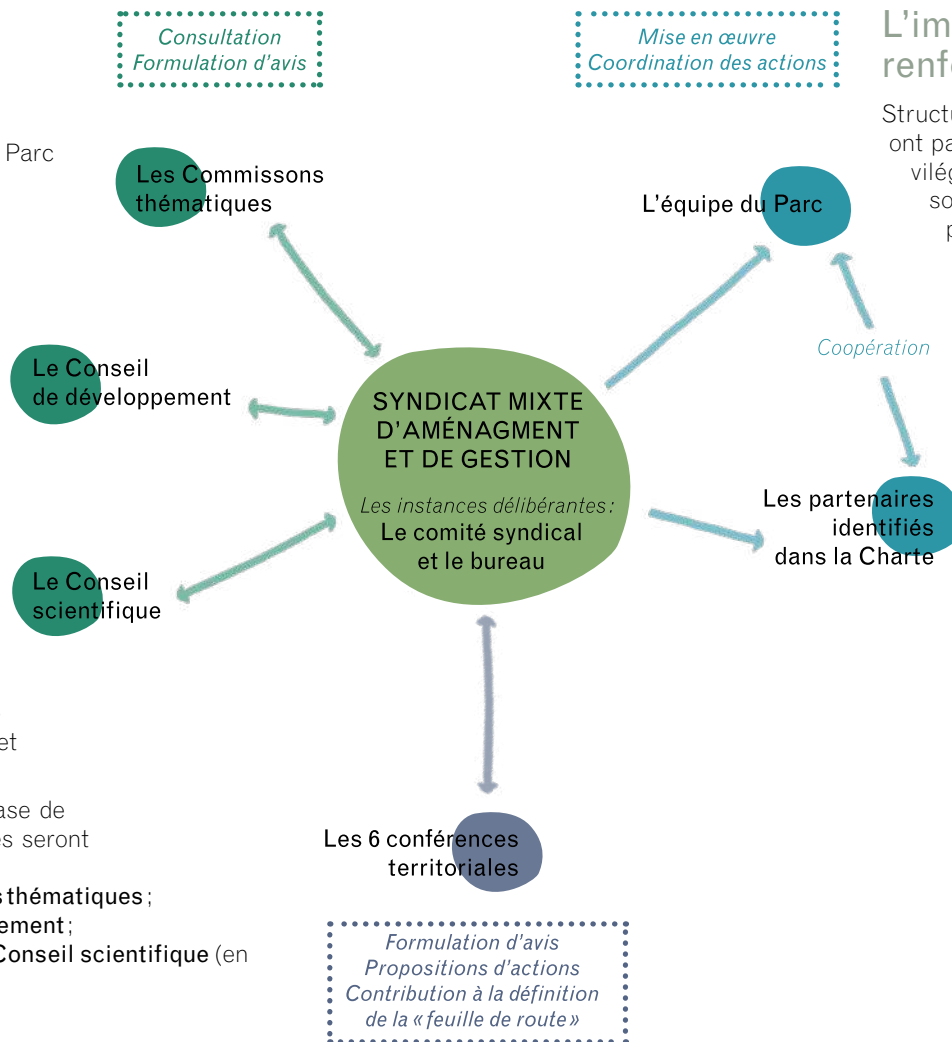 Consultation
Formulation d'avis
Mise en œuvre
Coordination des actions
L'im
renf
Structu
ont pa
vilég
so
p
Parc
Les Commissons
thématiques
L'équipe du Parc
Coopération
Le Conseil
de développement
SYNDICAT MIXTE
D'AMÉNAGMENT
ET DE GESTION
Les instances délibérantes :
Le comité syndical
et le bureau
Les partenaires
identifiés
dans la Charte
Le Conseil
scientifique
et
ase de
es seront
s thématiques ;
ement ;
Conseil scientifique (en
Les 6 conférences
territoriales
Formulation d'avis
Propositions d'actions
Contribution à la définition
de la « feuille de route »